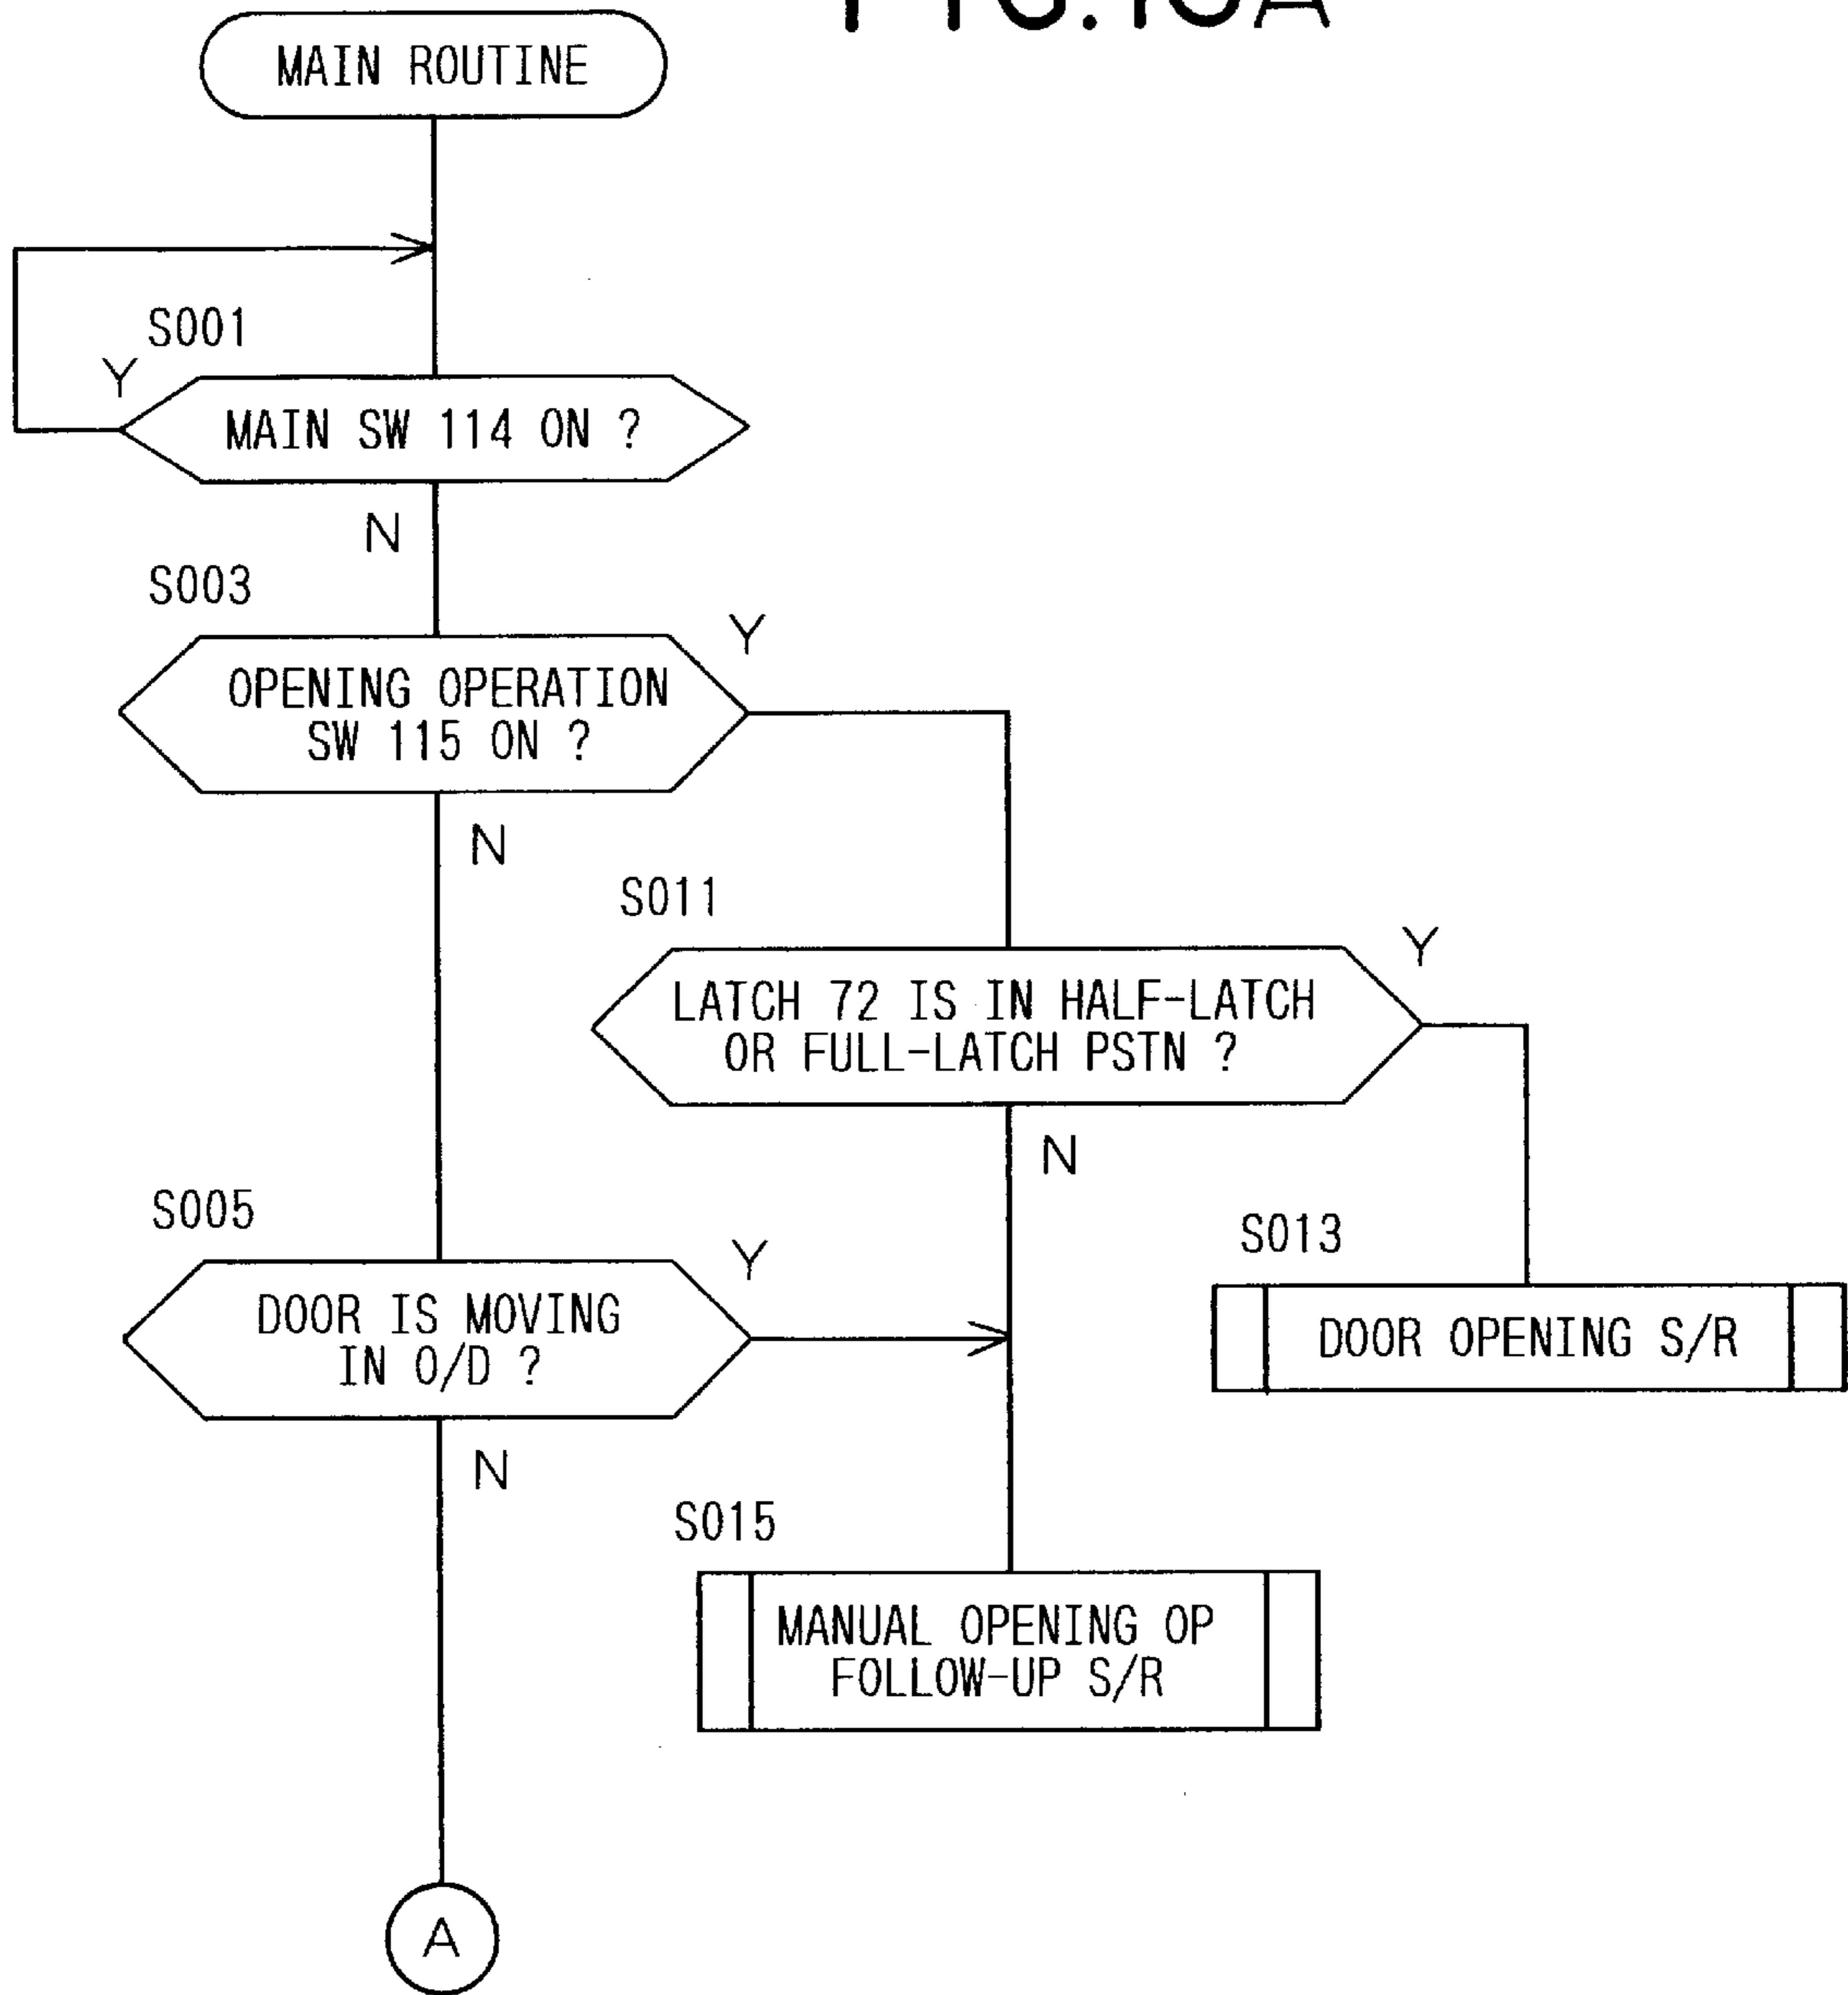 MAIN ROUTINE
S001
Y
MAIN SW 114 ON ?
N
S003
Y
OPENING OPERATION
SW 115 ON ?
N
S011
Y
LATCH 72 IS IN HALF-LATCH
OR FULL-LATCH PSTN ?
N
S005
Y
DOOR IS MOVING
IN O/D ?
N
S013
DOOR OPENING S/R
S015
MANUAL OPENING OP
FOLLOW-UP S/R
A